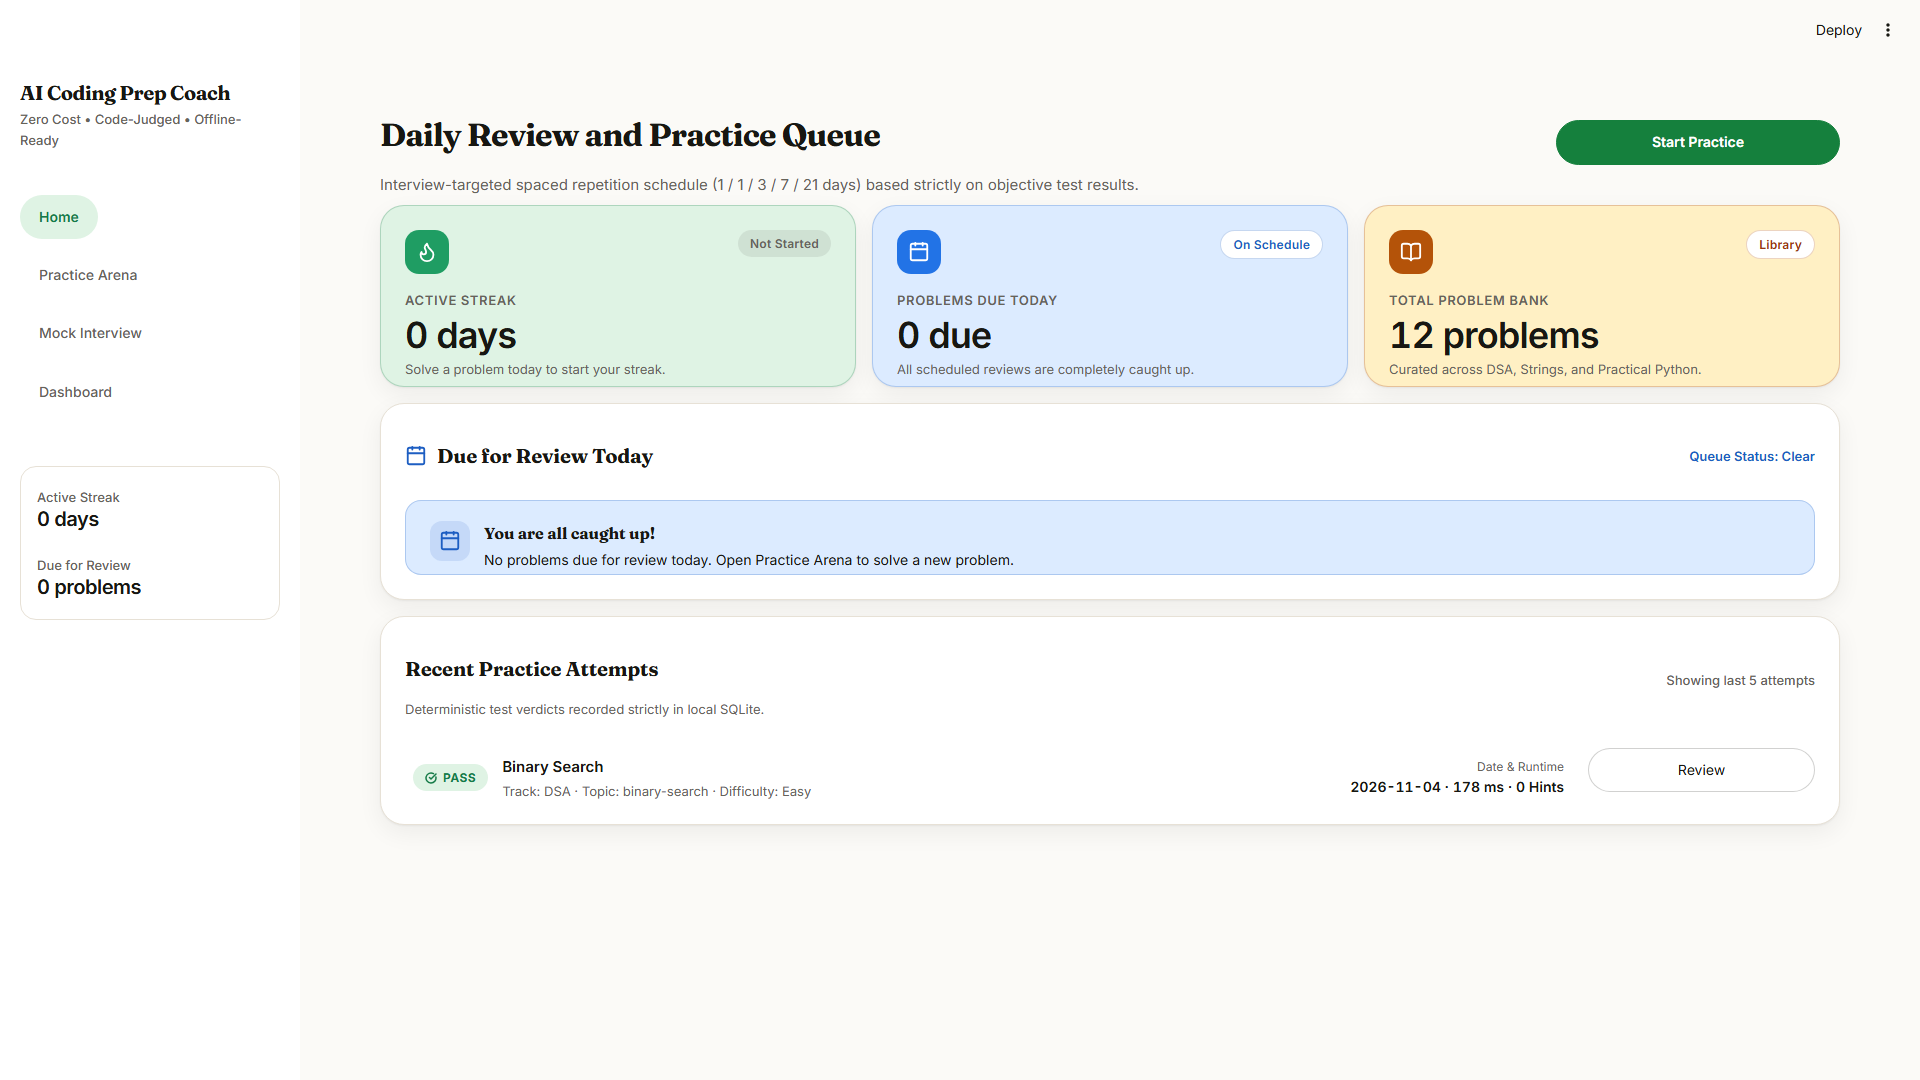 Deploy
AI Coding Prep Coach
Zero Cost • Code-Judged • Offline-
Ready
Home
Practice Arena
Mock Interview
Dashboard
Active Streak
0 days
Due for Review
0 problems
Daily Review and Practice Queue
Start Practice
Interview-targeted spaced repetition schedule (1 / 1 / 3 / 7 / 21 days) based strictly on objective test results.
Not Started
ACTIVE STREAK
0 days
Solve a problem today to start your streak.
On Schedule
PROBLEMS DUE TODAY
0 due
All scheduled reviews are completely caught up.
Library
TOTAL PROBLEM BANK
12 problems
Curated across DSA, Strings, and Practical Python.
Due for Review Today
Queue Status: Clear
You are all caught up!
No problems due for review today. Open Practice Arena to solve a new problem.
Recent Practice Attempts
Showing last 5 attempts
Deterministic test verdicts recorded strictly in local SQLite.
PASS
Binary Search
Track: DSA · Topic: binary-search · Difficulty: Easy
Date & Runtime
2026-11-04 · 178 ms · 0 Hints
Review